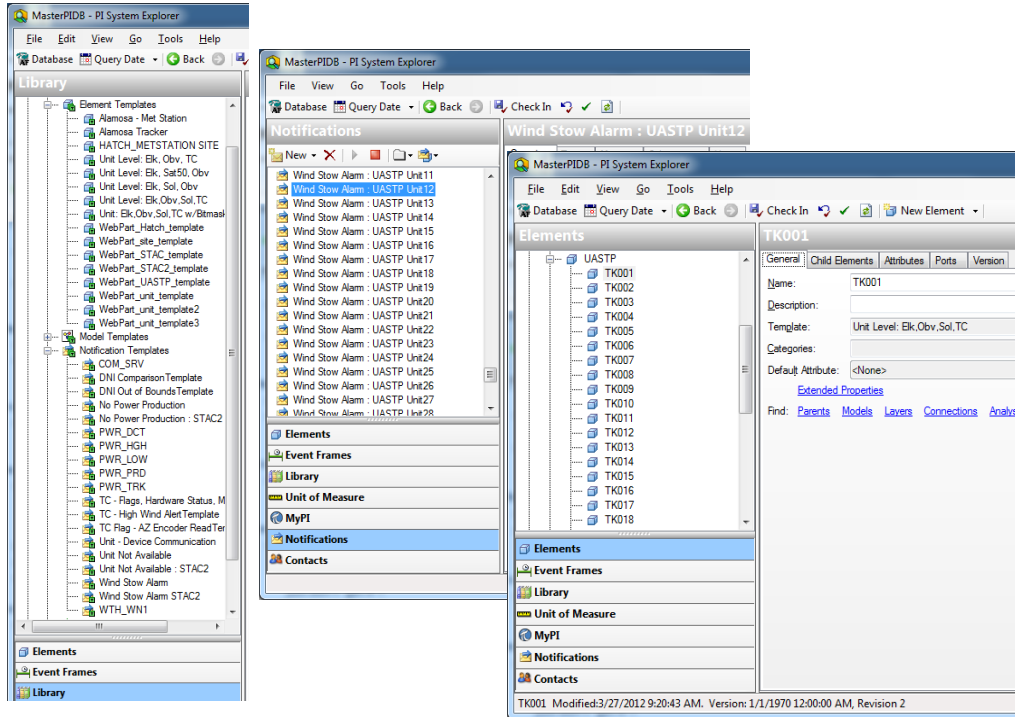 MasterPIDB - PI System Explorer
File Edit View Go Tools Help
Database Query Date Back
Library
Element Templates
Alamosa - Met Station
Alamosa Tracker
HATCH_METSTATION SITE
Unit Level: Elk, Obv, TC
Unit Level: Elk, Sat50, Obv
Unit Level: Elk, Sol, Obv
Unit Level: Elk,Obv,Sol,TC
Unit: Elk,Obv,Sol,TC w/Bitmask
WebPart_Hatch_template
WebPart_site_template
WebPart_STAC_template
WebPart_STAC2_template
WebPart_UASTP_template
WebPart_unit_template
WebPart_unit_template2
WebPart_unit_template3
Model Templates
Notification Templates
COM_SRV
DNI Comparison Template
DNI Out of Bounds Template
No Power Production
No Power Production : STAC2
PWR_DCT
PWR_HGH
PWR_LOW
PWR_PRD
PWR_TRK
TC - Flags, Hardware Status, M
TC - High Wind Alert Template
TC Flag - AZ Encoder Read Ter
Unit - Device Communication
Unit Not Available
Unit Not Available : STAC2
Wind Stow Alarm
Wind Stow Alarm STAC2
WTH_WN1
Elements
Event Frames
Library
MasterPIDB - PI System Explorer
File View Go Tools Help
Database Query Date Back Check In
Notifications
Wind Stow Alarm : UASTP Unit12
New
Wind Stow Alarm : UASTP Unit11
Wind Stow Alarm : UASTP Unit12
Wind Stow Alarm : UASTP Unit13
Wind Stow Alarm : UASTP Unit14
Wind Stow Alarm : UASTP Unit15
Wind Stow Alarm : UASTP Unit16
Wind Stow Alarm : UASTP Unit17
Wind Stow Alarm : UASTP Unit18
Wind Stow Alarm : UASTP Unit19
Wind Stow Alarm : UASTP Unit20
Wind Stow Alarm : UASTP Unit21
Wind Stow Alarm : UASTP Unit22
Wind Stow Alarm : UASTP Unit23
Wind Stow Alarm : UASTP Unit24
Wind Stow Alarm : UASTP Unit25
Wind Stow Alarm : UASTP Unit26
Wind Stow Alarm : UASTP Unit27
Wind Stow Alarm : UASTP Unit28
Elements
Event Frames
Library
Unit of Measure
MyPI
Notifications
Contacts
MasterPIDB - PI System Explorer
File Edit View Go Tools Help
Database Query Date Back Check In New Element
Elements
TK001
UASTP
TK001
TK002
TK003
TK004
TK005
TK006
TK007
TK008
TK009
TK010
TK011
TK012
TK013
TK014
TK015
TK016
TK017
TK018
General Child Elements Attributes Ports Version
Name: TK001
Description:
Template: Unit Level: Elk,Obv,Sol,TC
Categories:
Default Attribute: <None>
Extended Properties
Find: Parents Models Layers Connections Analys
Elements
Event Frames
Library
Unit of Measure
MyPI
Notifications
Contacts
TK001 Modified:3/27/2012 9:20:43 AM. Version: 1/1/1970 12:00:00 AM, Revision 2